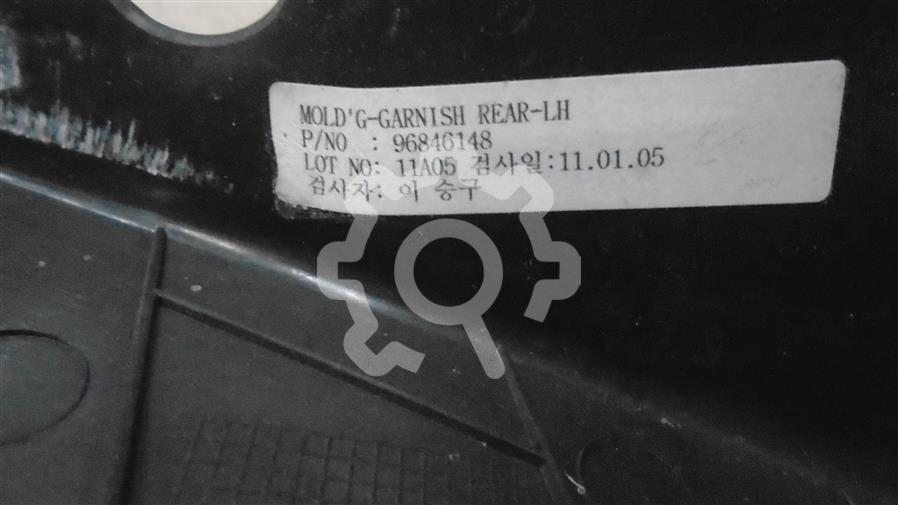 MOLD'G-GARNISH REAR-LH
P/NO : 96846148
LOT NO: 11A05 검사일:11.01.05
검사자: 이 승구